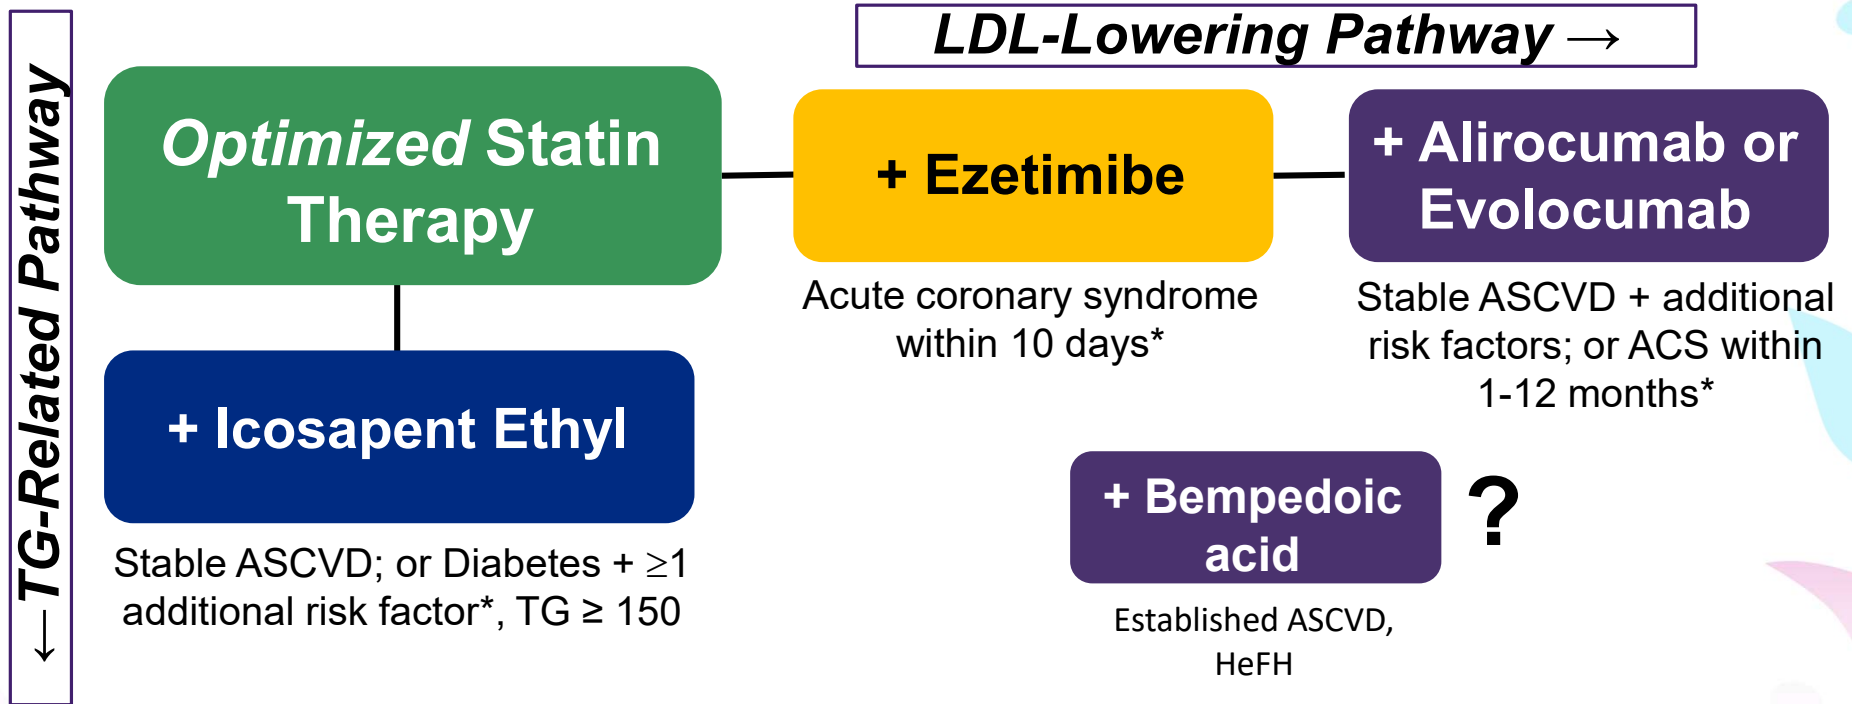 LDL-Lowering Pathway →
←TG-Related Pathway
Optimized Statin
Therapy
+ Ezetimibe
+ Alirocumab or
Evolocumab
Acute coronary syndrome
within 10 days*
Stable ASCVD + additional
risk factors; or ACS within
1-12 months*
+ Icosapent Ethyl
Stable ASCVD; or Diabetes + ≥1
additional risk factor*, TG ≥ 150
+ Bempedoic
acid
?
Established ASCVD,
HeFH